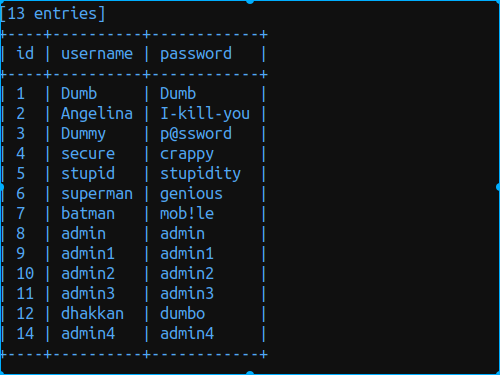 [13 entries]
+----+----------+------------+
| id | username | password   |
+----+----------+------------+
| 1  | Dumb     | Dumb       |
| 2  | Angelina | I-kill-you |
| 3  | Dummy    | p@ssword   |
| 4  | secure   | crappy     |
| 5  | stupid   | stupidity  |
| 6  | superman | genious    |
| 7  | batman   | mob!le     |
| 8  | admin    | admin      |
| 9  | admin1   | admin1     |
| 10 | admin2   | admin2     |
| 11 | admin3   | admin3     |
| 12 | dhakkan  | dumbo      |
| 14 | admin4   | admin4     |
+----+----------+------------+